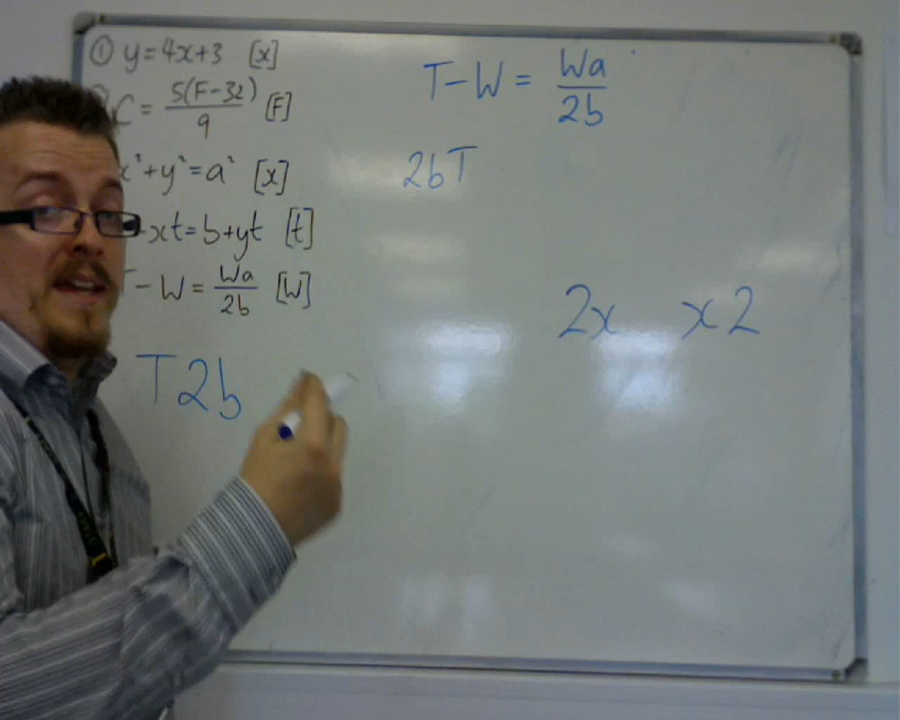 ① y=4x+3 [x]
C = 5(F-32)/9 [F]
x²+y²=a² [x]
-xt=b+yt [t]
T-W=Wa/2b [W]
T2b
T-W = Wa/2b
2bT
2x x2